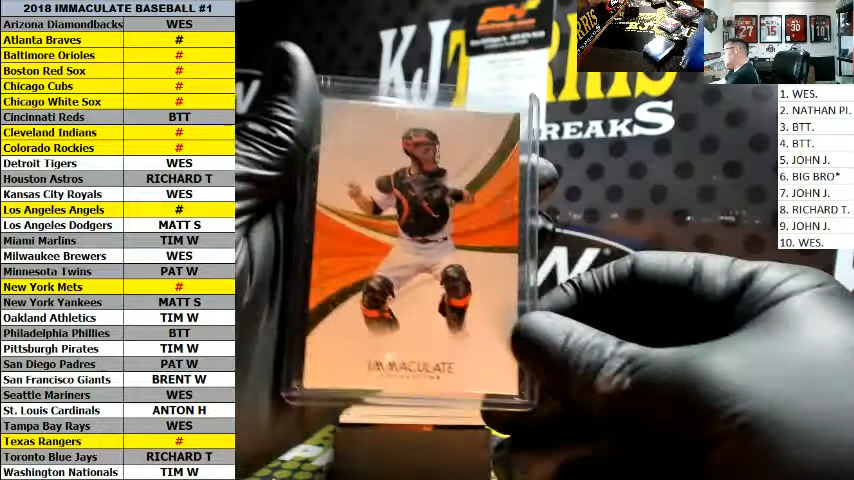 2018 IMMACULATE BASEBALL #1
Arizona Diamondbacks WES
Atlanta Braves #
Baltimore Orioles #
Boston Red Sox #
Chicago Cubs #
Chicago White Sox #
Cincinnati Reds BTT
Cleveland Indians #
Colorado Rockies #
Detroit Tigers WES
Houston Astros RICHARD T
Kansas City Royals WES
Los Angeles Angels #
Los Angeles Dodgers MATT S
Miami Marlins TIM W
Milwaukee Brewers WES
Minnesota Twins PAT W
New York Mets #
New York Yankees MATT S
Oakland Athletics TIM W
Philadelphia Phillies BTT
Pittsburgh Pirates TIM W
San Diego Padres PAT W
San Francisco Giants BRENT W
Seattle Mariners WES
St. Louis Cardinals ANTON H
Tampa Bay Rays WES
Texas Rangers #
Toronto Blue Jays RICHARD T
Washington Nationals TIM W
KJ
REAKS
IMMACULATE
27
15
30
18
1. WES.
2. NATHAN PI.
3. BTT.
4. BTT.
5. JOHN J.
6. BIG BRO*
7. JOHN J.
8. RICHARD T.
9. JOHN J.
10. WES.